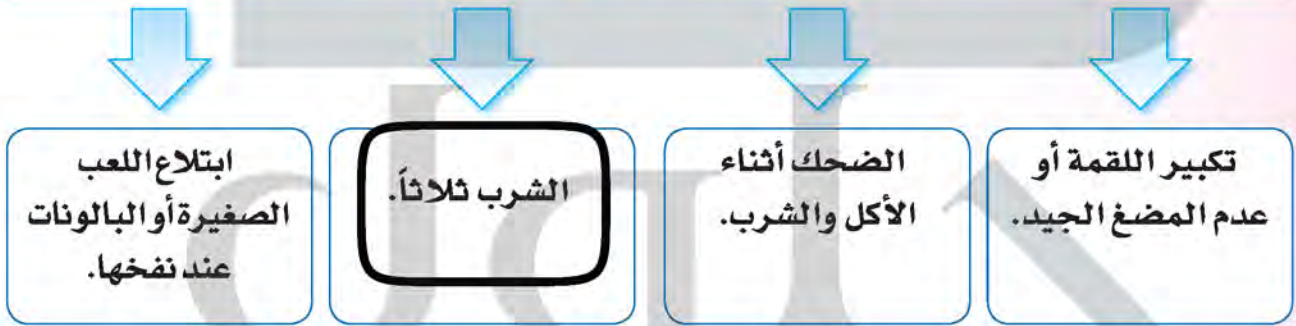 تكبير اللقمة أو
عدم المضغ الجيد.
الضحك أثناء
الأكل والشرب.
الشرب ثلاثاً.
ابتلاع اللعب
الصغيرة أو البالونات
عند نفخها.